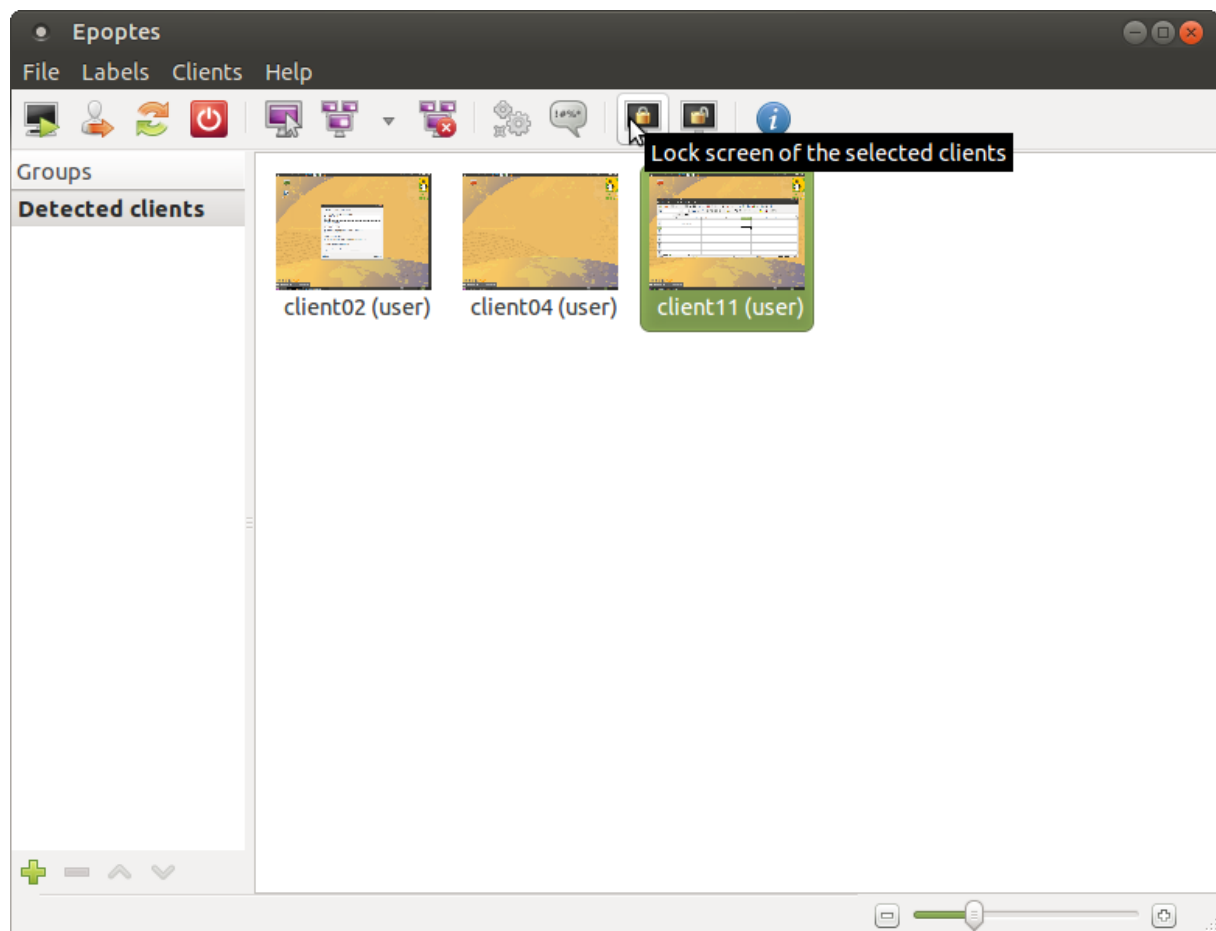 Epoptes
File Labels Clients Help
!@%*
i
Lock screen of the selected clients
Groups
Detected clients
client02 (user) client04 (user) client11 (user)